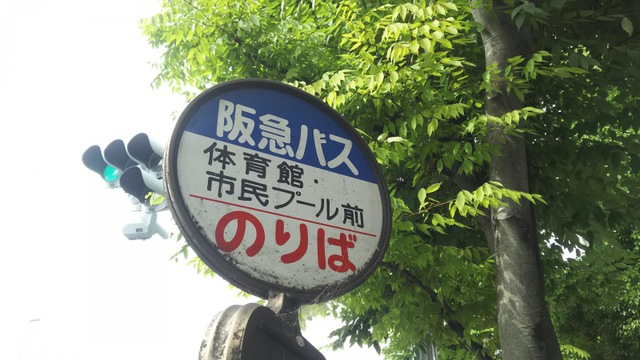 阪急バス
体育館・
市民プール前
のりば